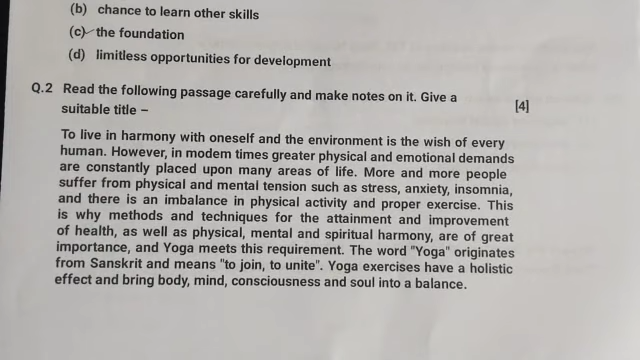 (b) chance to learn other skills
(c) the foundation
(d) limitless opportunities for development
Q.2 Read the following passage carefully and make notes on it. Give a
suitable title – [4]
To live in harmony with oneself and the environment is the wish of every
human. However, in modem times greater physical and emotional demands
are constantly placed upon many areas of life. More and more people
suffer from physical and mental tension such as stress, anxiety, insomnia,
and there is an imbalance in physical activity and proper exercise. This
is why methods and techniques for the attainment and improvement
of health, as well as physical, mental and spiritual harmony, are of great
importance, and Yoga meets this requirement. The word "Yoga" originates
from Sanskrit and means "to join, to unite". Yoga exercises have a holistic
effect and bring body, mind, consciousness and soul into a balance.